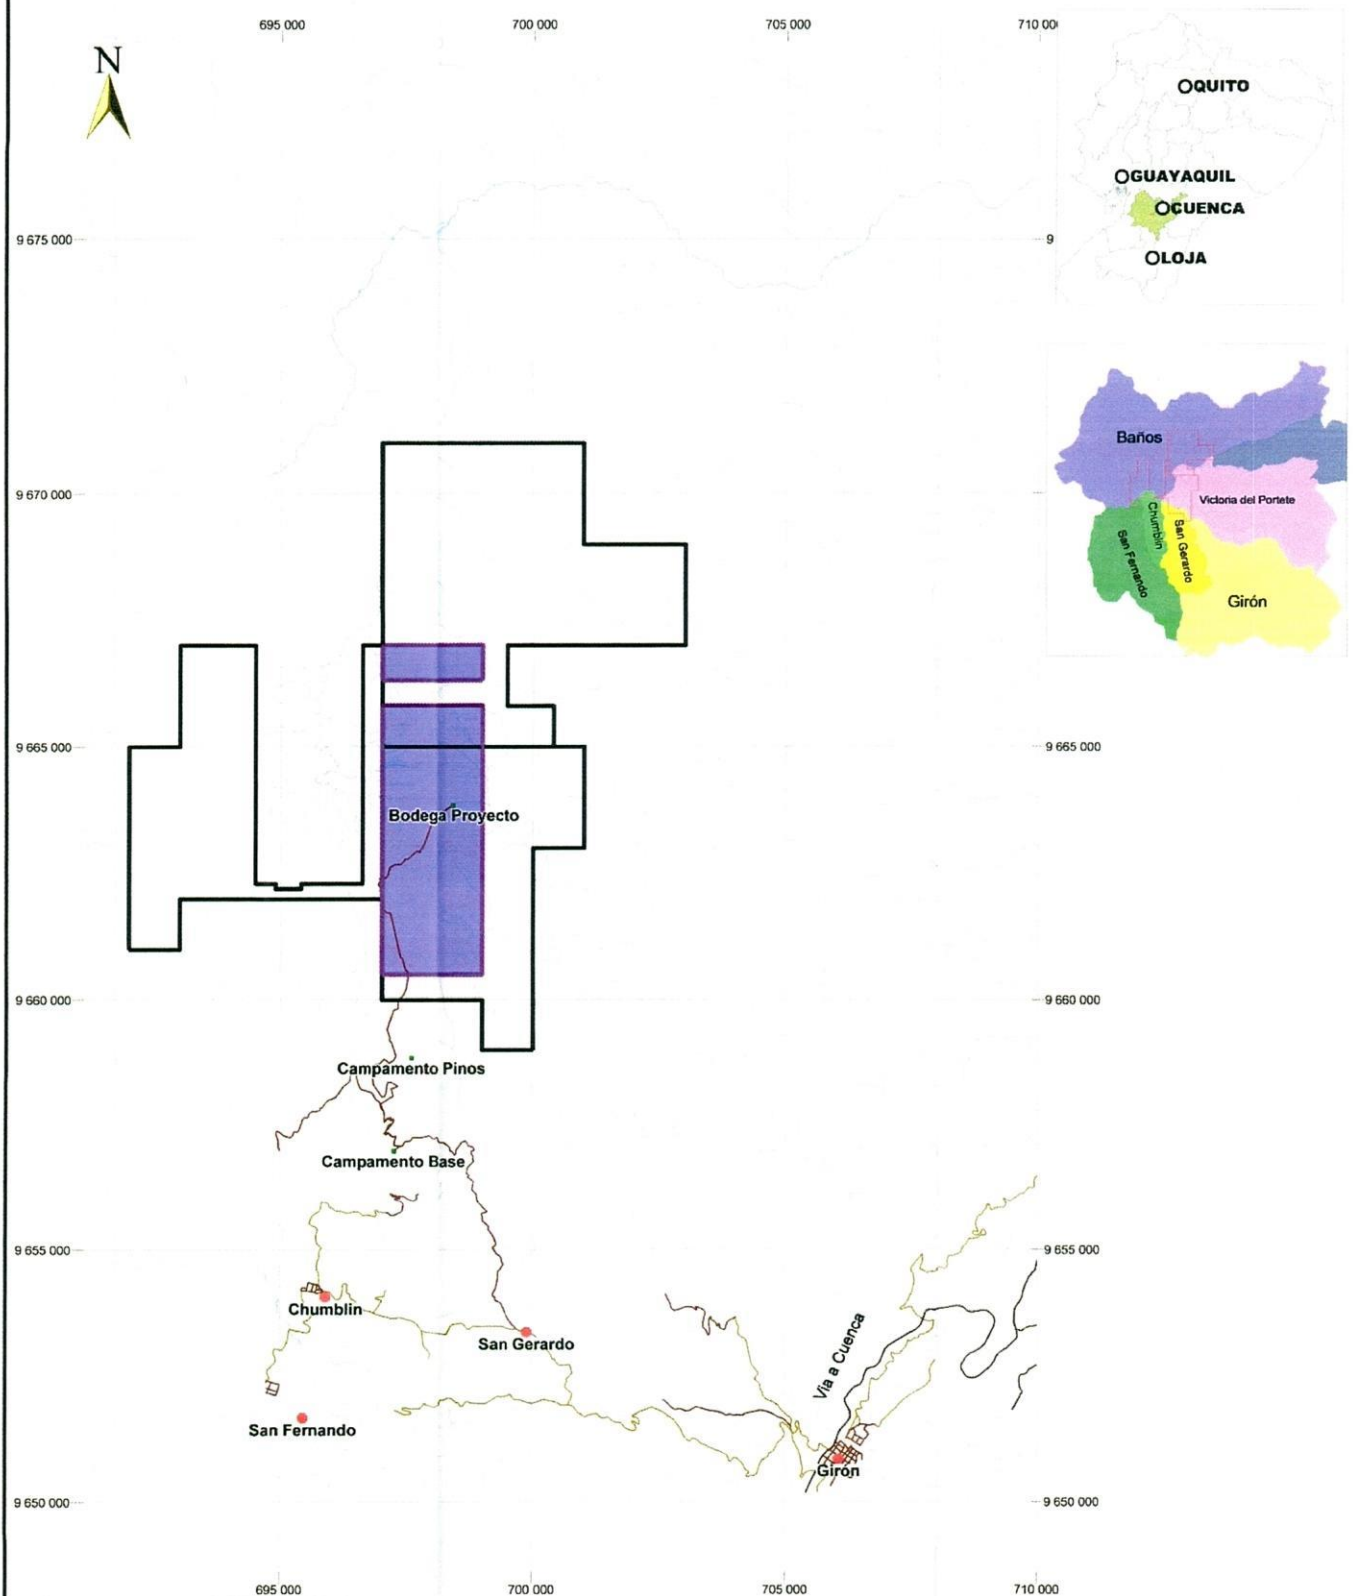 695 000
700 000
705 000
710 00
N
QUITO
GUAYAQUIL
CUENCA
LOJA
9 675 000
9
Baños
Victoria del Portete
Chumblin
San Gerardo
San Fernando
Girón
9 670 000
9 665 000
9 665 000
Bodega Proyecto
9 660 000
9 660 000
Campamento Pinos
Campamento Base
9 655 000
9 655 000
Chumblin
San Gerardo
Via a Cuenca
San Fernando
Girón
9 650 000
9 650 000
695 000
700 000
705 000
710 000